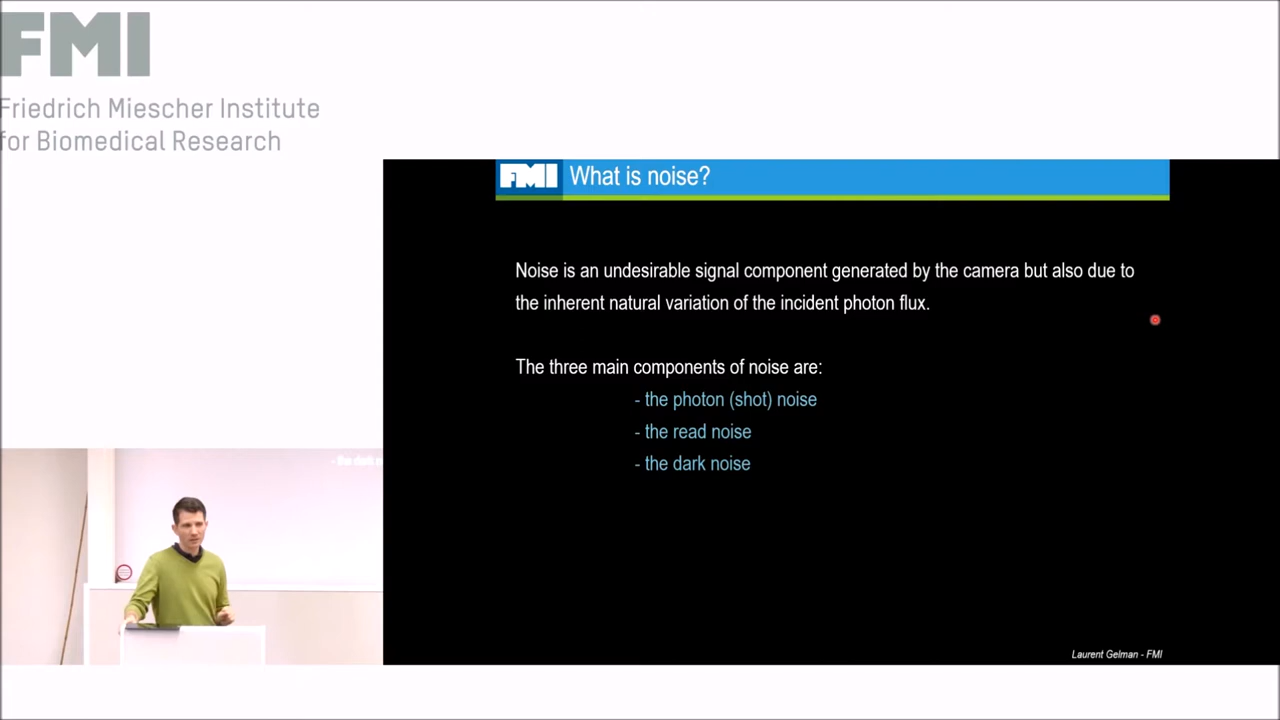 FMI
Friedrich Miescher Institute
for Biomedical Research
FMI What is noise?
Noise is an undesirable signal component generated by the camera but also due to
the inherent natural variation of the incident photon flux.
The three main components of noise are:
- the photon (shot) noise
- the read noise
- the dark noise
- the dark
Laurent Gelman - FMI